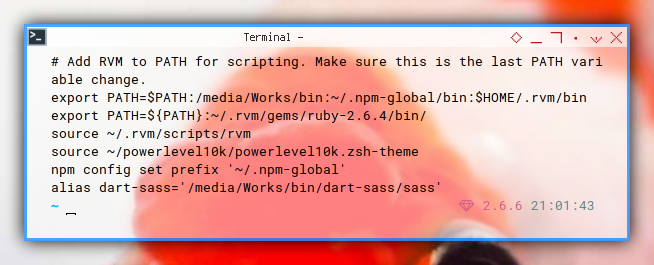 Terminal -
# Add RVM to PATH for scripting. Make sure this is the last PATH vari
able change.
export PATH=$PATH:/media/Works/bin:~/.npm-global/bin:$HOME/.rvm/bin
export PATH=${PATH}:~/.rvm/gems/ruby-2.6.4/bin/
source ~/.rvm/scripts/rvm
source ~/powerlevel10k/powerlevel10k.zsh-theme
npm config set prefix '~/.npm-global'
alias dart-sass='/media/Works/bin/dart-sass/sass'
~ 2.6.6 21:01:43